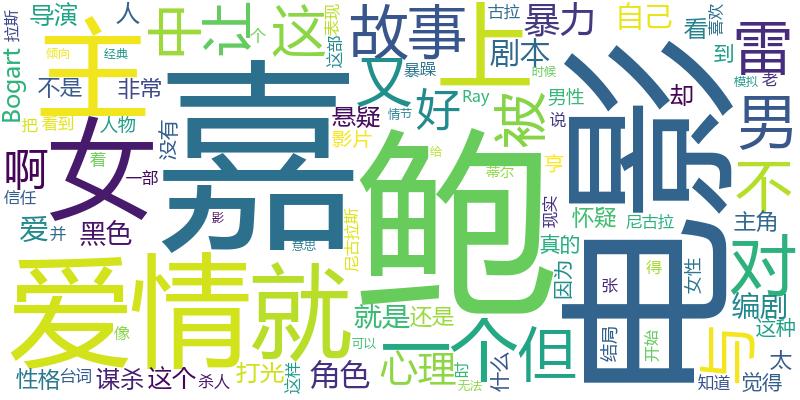 导演
人
主
中
让
这
故事
上
暴力
自己
看
喜欢
雷
拉斯
Bogart
倾向
经典
不是
非常
个
这部
表现
暴躁
又
好
Ray
情节
剧本
时候
被
男性
说
却
到
模拟
老
男
不
把
看到
人物
没有
悬疑
影片
啊
女
嘉
鲍
电影
着
一部
信任
爱
并
黑色
影
意思
尼古拉斯
给
蒂尔
亨
现实
怀疑
尼古拉
主角
对
真的
因为
张
得
女性
爱情
就
就是
还是
一个
但
结局
开始
与
编剧
这种
像
可以
性格
台词
谋杀
这个
杀人
打光
这样
角色
心理
时
无法
什么
知道
觉得
太
古拉